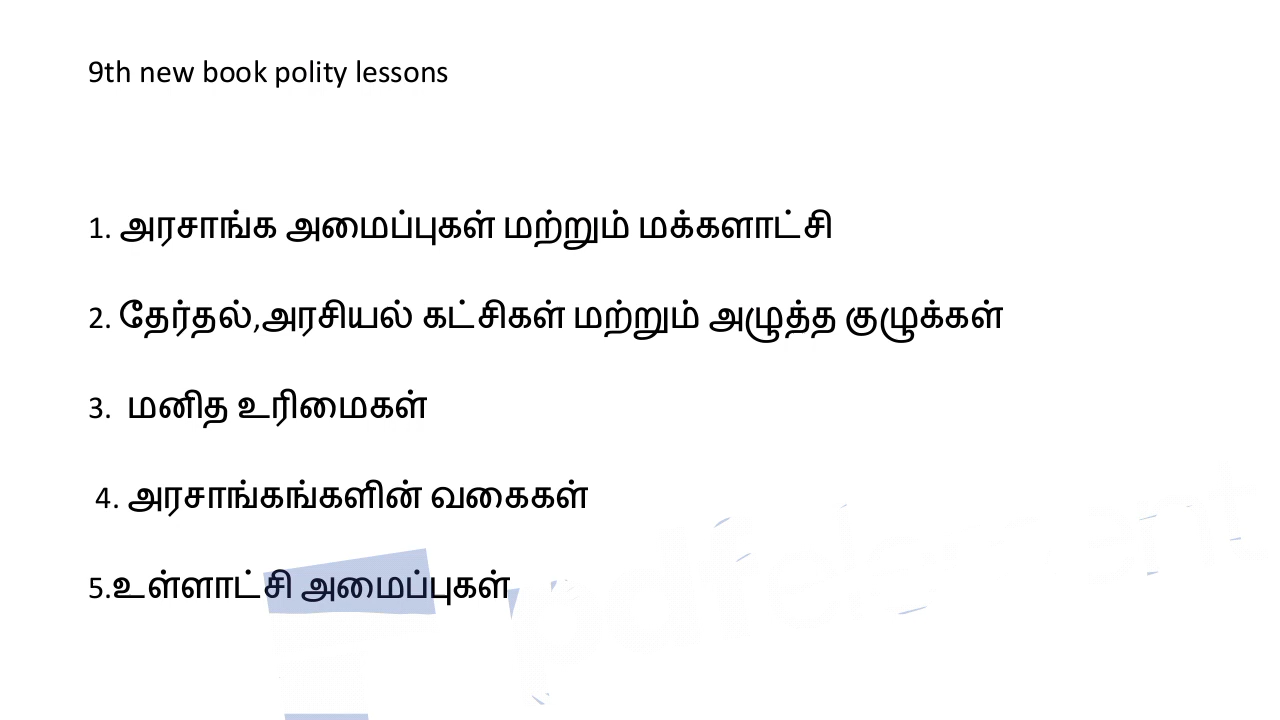 9th new book polity lessons
1. அரசாங்க அமைப்புகள் மற்றும் மக்களாட்சி
2. தேர்தல்,அரசியல் கட்சிகள் மற்றும் அழுத்த குழுக்கள்
3. மனித உரிமைகள்
4. அரசாங்கங்களின் வகைகள்
5.உள்ளாட்சி அமைப்புகள்